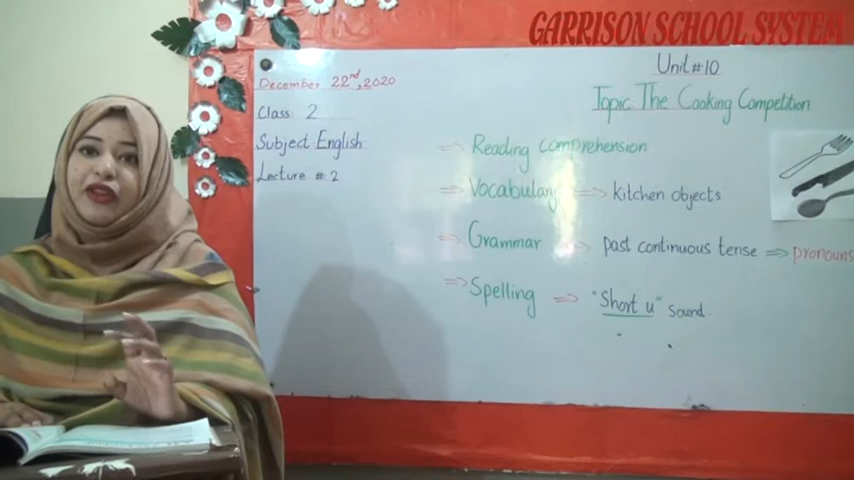 GARRISON SCHOOL SYSTEM
December 22nd, 2020
Class 2
Subject English
Lecture # 2
Unit #10
Topic The Cooking Competition
⇒ Reading comprehension
⇒ Vocabulary ⇒ kitchen objects
⇒ Grammar ⇒ past continuous tense ⇒ pronouns
⇒ Spelling ⇒ "Short u" Sound